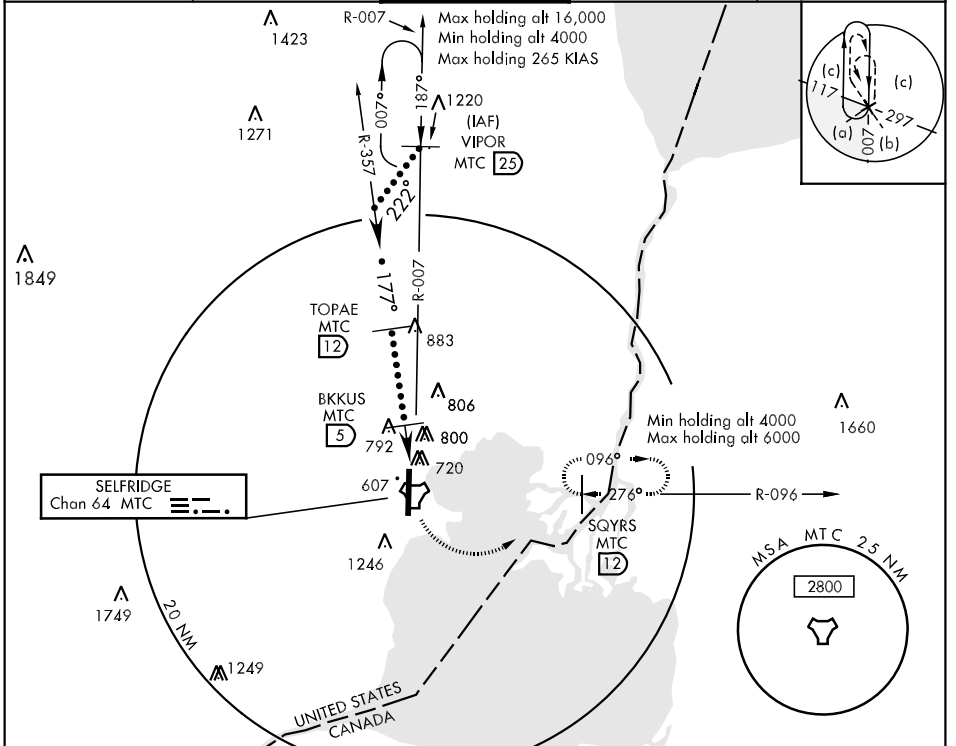 R-007
Max holding alt 16,000
Min holding alt 4000
Max holding 265 KIAS
1423
1271
007°
187°
R-357
1220
(IAF)
VIPOR
MTC 25
222°
(c)
(c)
117
297
(a)
(b)
007
1849
177°
R-007
TOPAE
MTC
12
883
BKKUS
MTC
5
806
792
800
720
607
Min holding alt 4000
Max holding alt 6000
1660
096°
276°
R-096
SELFRIDGE
Chan 64 MTC
SQYRS
MTC
12
1246
MSA MTC 25 NM
2800
1749
20 NM
1249
UNITED STATES
CANADA